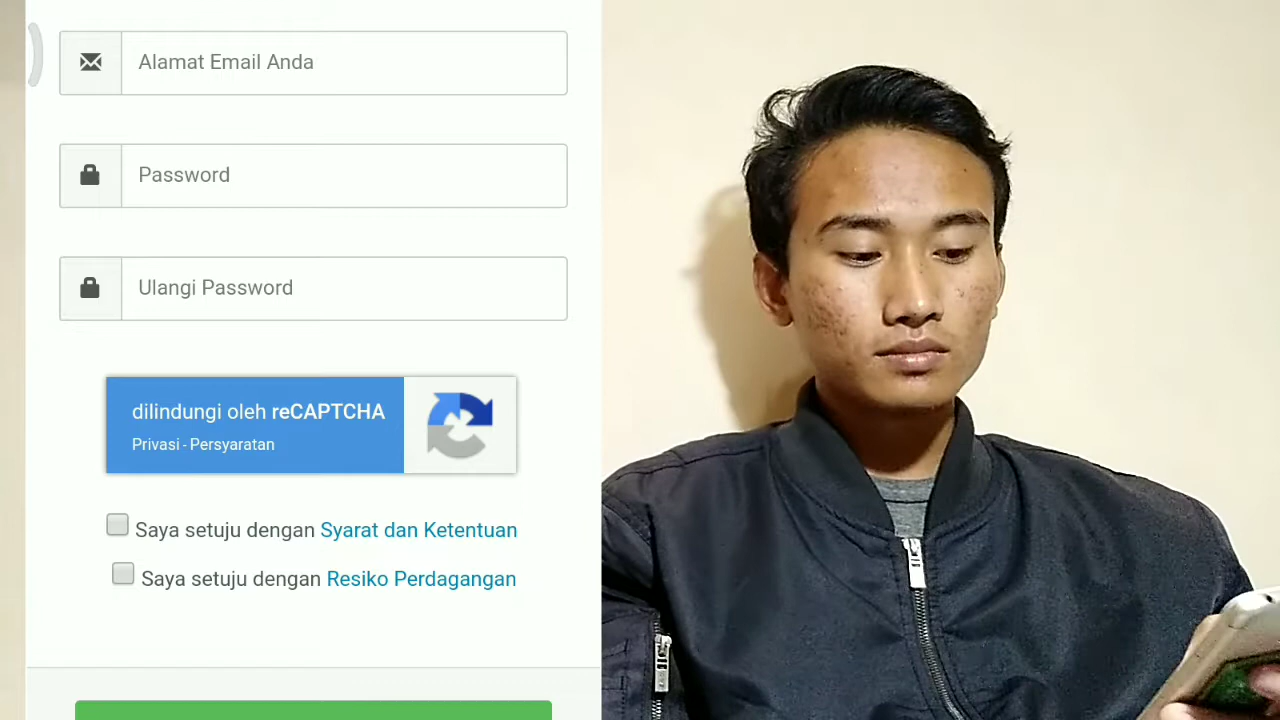 Alamat Email Anda
Password
Ulangi Password
dilindungi oleh reCAPTCHA
Privasi - Persyaratan
Saya setuju dengan Syarat dan Ketentuan
Saya setuju dengan Resiko Perdagangan